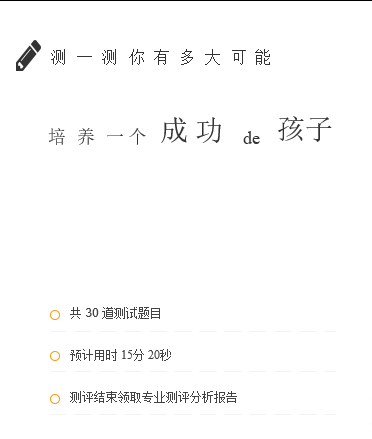 测一测你有多大可能
培养一个 成功 de 孩子
共 30 道测试题目
预计用时 15分 20秒
测评结束领取专业测评分析报告